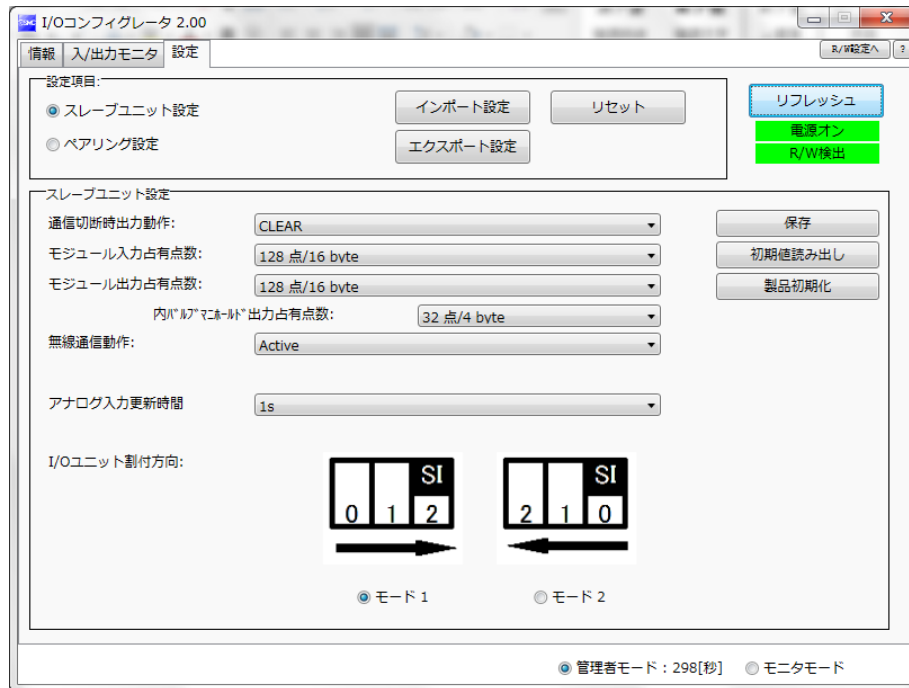 SMC I/Oコンフィグレータ 2.00
情報 入/出力モニタ 設定 R/W設定へ ?
設定項目:
スレーブユニット設定 インポート設定 リセット リフレッシュ
ペアリング設定 エクスポート設定 電源オン
R/W検出
スレーブユニット設定
通信切断時出力動作: CLEAR 保存
モジュール入力占有点数: 128 点/16 byte 初期値読み出し
モジュール出力占有点数: 128 点/16 byte 製品初期化
内バルブマニホールド出力占有点数: 32 点/4 byte
無線通信動作: Active
アナログ入力更新時間 1s
I/Oユニット割付方向:
SI SI
0 1 2 2 1 0
モード 1 モード 2
管理者モード : 298[秒] モニタモード